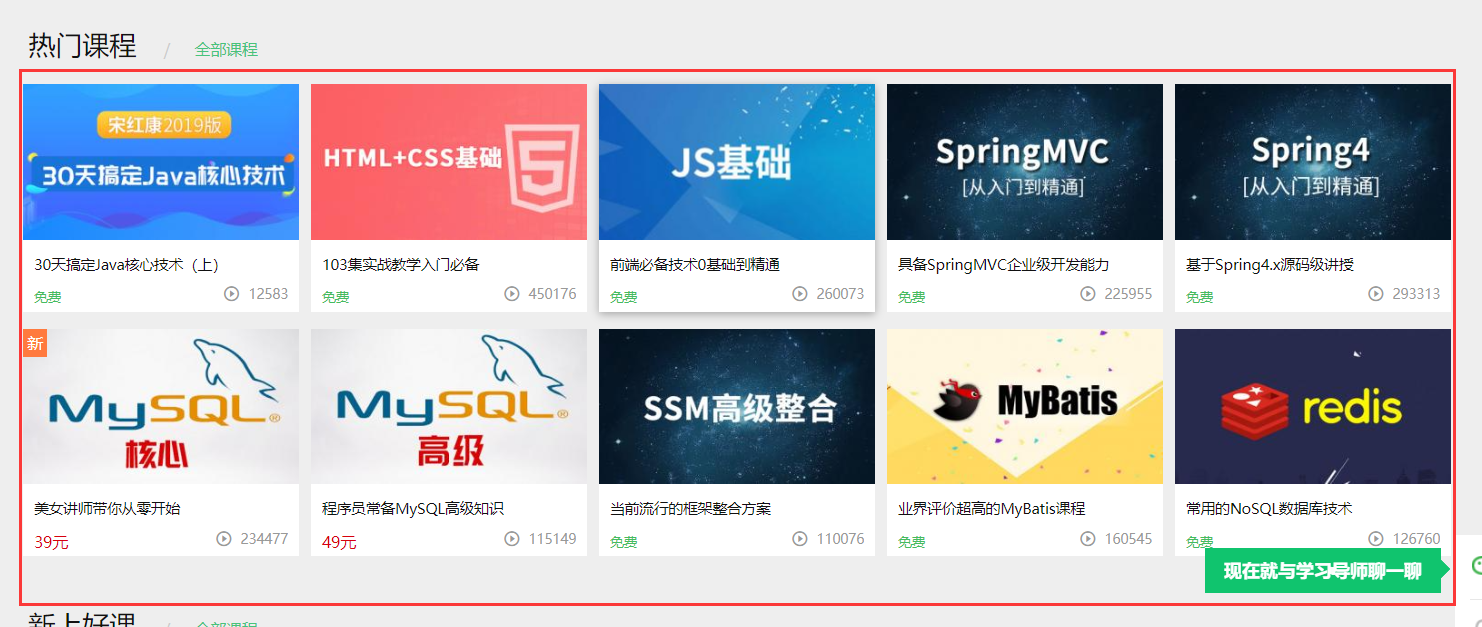 热门课程 / 全部课程
宋红康2019版
30天搞定Java核心技术
HTML+CSS基础
5
JS基础
SpringMVC
[从入门到精通]
Spring4
[从入门到精通]
30天搞定Java核心技术（上）
免费 12583
103集实战教学入门必备
免费 450176
前端必备技术0基础到精通
免费 260073
具备SpringMVC企业级开发能力
免费 225955
基于Spring4.x源码级讲授
免费 293313
新
MySQL®
核心
MySQL®
高级
SSM高级整合
MyBatis
redis
美女讲师带你从零开始
39元 234477
程序员常备MySQL高级知识
49元 115149
当前流行的框架整合方案
免费 110076
业界评价超高的MyBatis课程
免费 160545
常用的NoSQL数据库技术
免费 126760
现在就与学习导师聊一聊
新上好课 / 全部课程